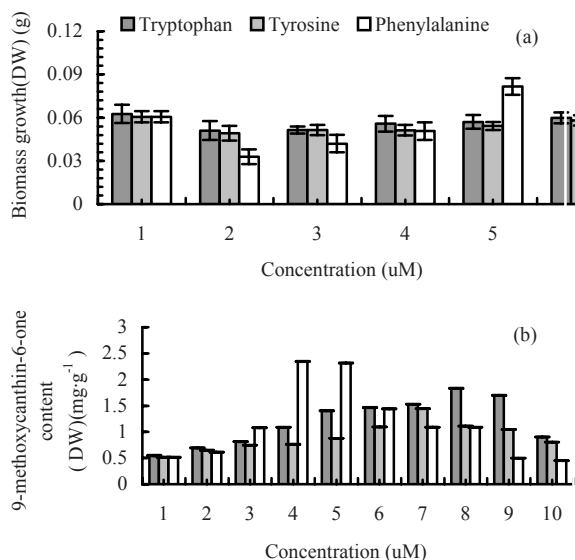 Tryptophan Tyrosine Phenylalanine
(a)
Biomass growth(DW) (g)
0.12
0.09
0.06
0.03
0
1 2 3 4 5
Concentration (uM)
(b)
9-methoxycanthin-6-one
content
( DW)(mg·g⁻¹)
3
2.5
2
1.5
1
0.5
0
1 2 3 4 5 6 7 8 9 10
Concentration (uM)